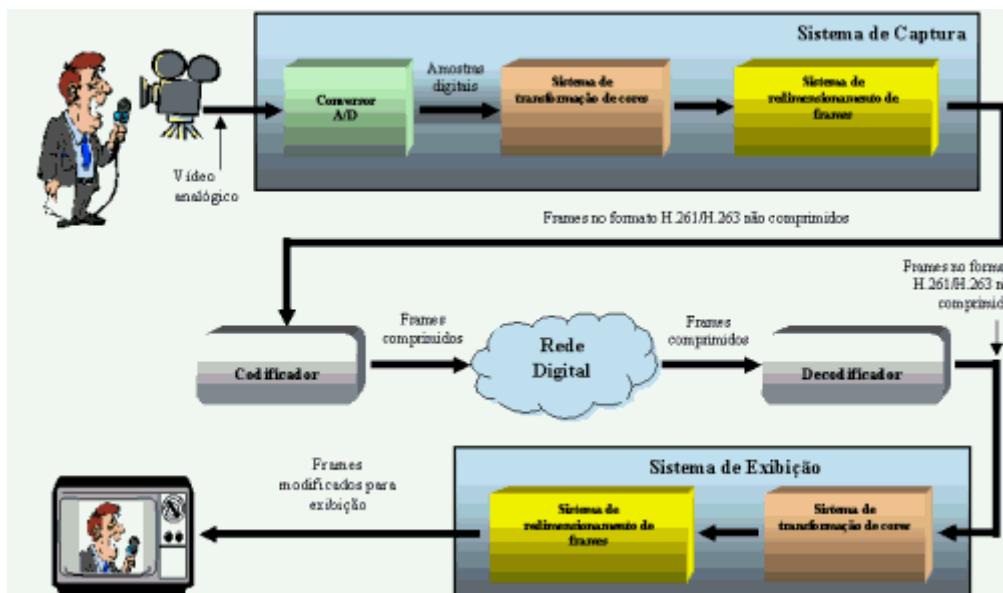 Sistema de Captura
Conversor
A/D
Amostras
digitais
Sistema de
transformação de cores
Sistema de
redimensionamento de
frames
Vídeo
analógico
Frames no formato H.261/H.263 não comprimidos
Frames no forma
H.261/H.263 n
comprimid
Codificador
Frames
comprimidos
Rede
Digital
Frames
comprimidos
Decodificador
Sistema de Exibição
Frames
modificados para
exibição
Sistema de
redimensionamento de
frames
Sistema de
transformação de cores